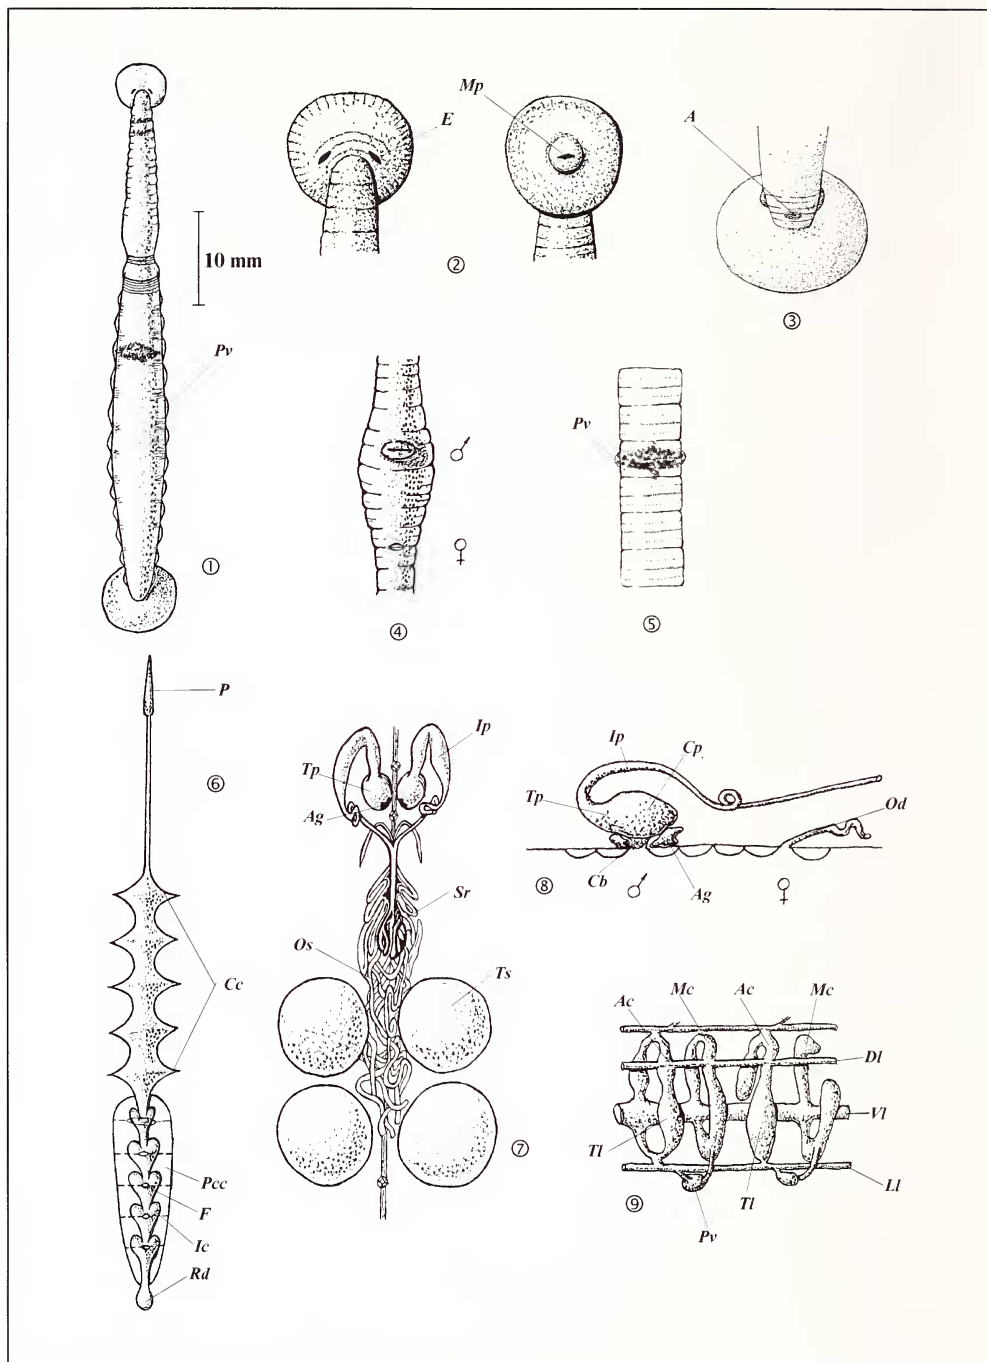 Mp
E
A
10 mm
②
③
Pv
Pv
♂
♀
①
④
⑤
P
⑥
Ip
Tp
Ag
Ip
Cp
Tp
Od
Cb
♂
Ag
♀
⑧
Sr
Os
Ts
Cc
Ac
Mc
Ac
Mc
Dl
Vl
Tl
Tl
Ll
Pv
⑦
⑨
Pcc
F
Ic
Rd